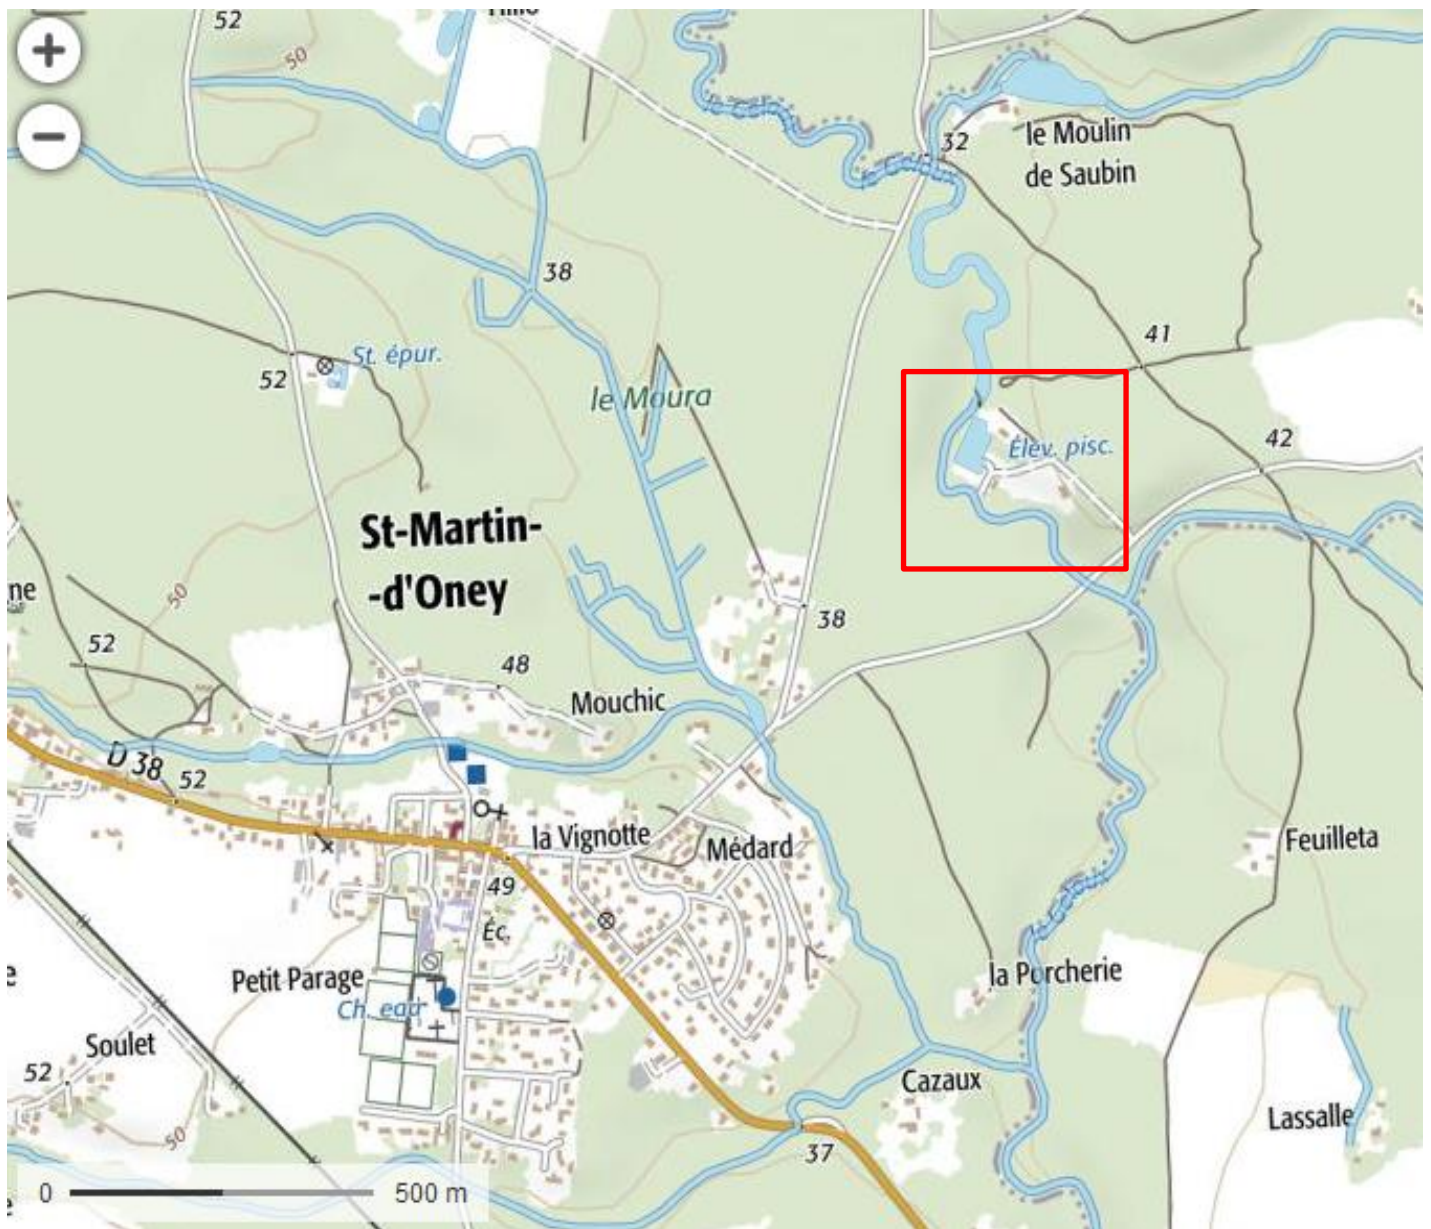 +
−
52
50
32
le Moulin
de Saubin
38
41
St. épur.
52
le Moura
42
Élev. pisc.
St-Martin-
-d'Oney
50
ne
52
38
48
Mouchic
D 38
52
la Vignotte
Médard
Feuilleta
49
Éc.
Petit Parage
la Porcherie
Ch. eau
Soulet
52
Cazaux
Lassalle
50
37
0 500 m